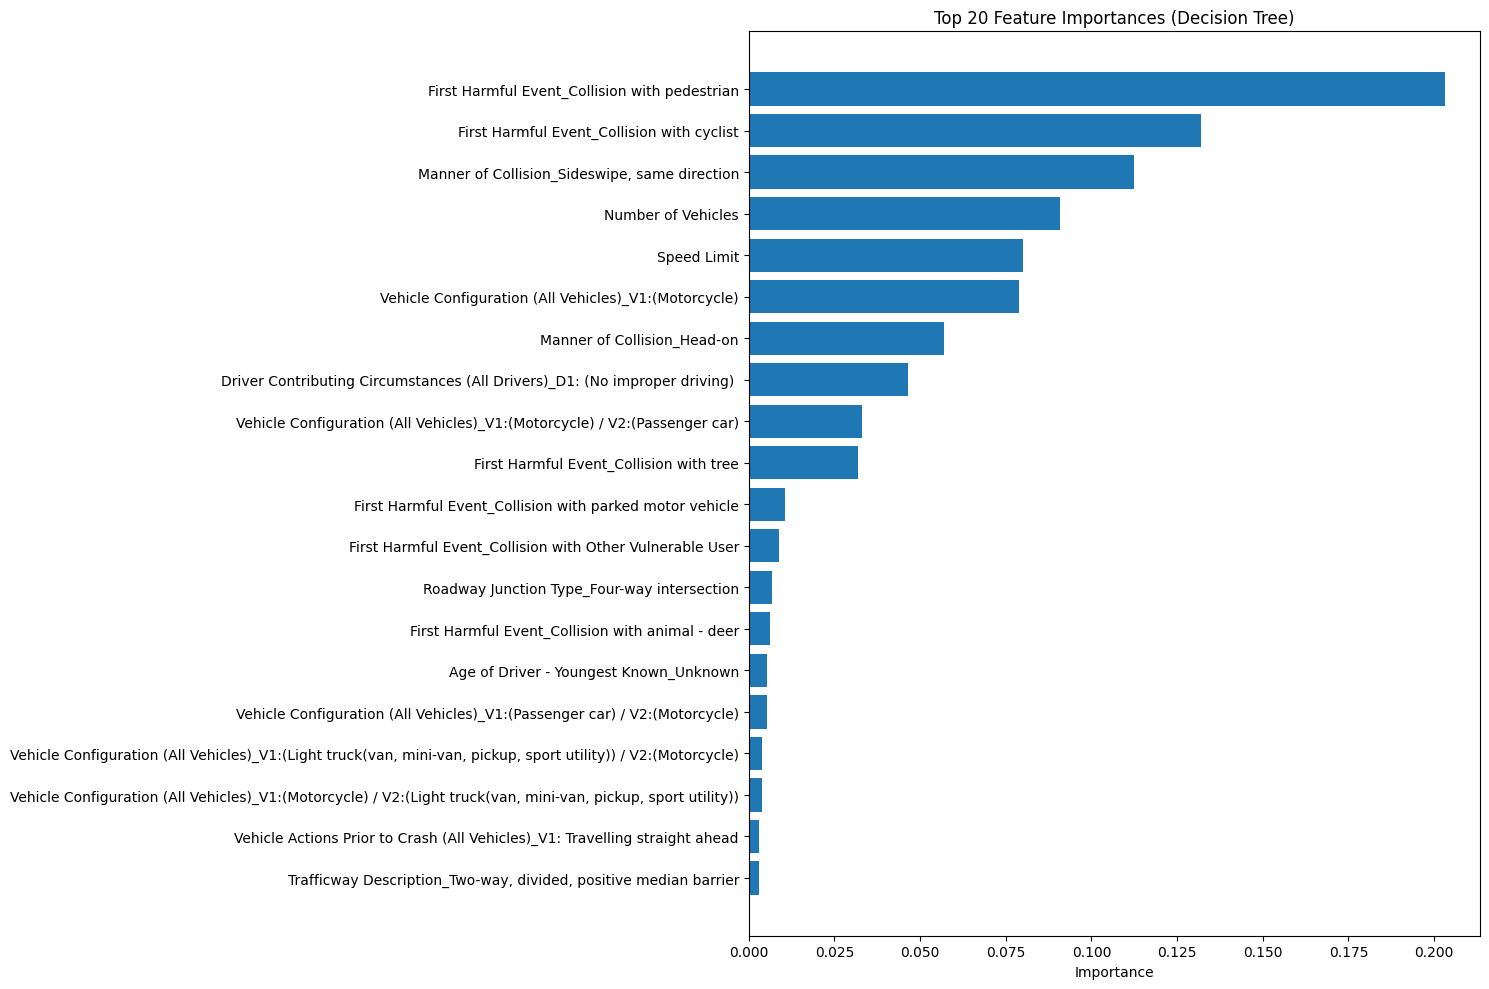 Top 20 Feature Importances (Decision Tree)
First Harmful Event_Collision with pedestrian
First Harmful Event_Collision with cyclist
Manner of Collision_Sideswipe, same direction
Number of Vehicles
Speed Limit
Vehicle Configuration (All Vehicles)_V1:(Motorcycle)
Manner of Collision_Head-on
Driver Contributing Circumstances (All Drivers)_D1: (No improper driving)
Vehicle Configuration (All Vehicles)_V1:(Motorcycle) / V2:(Passenger car)
First Harmful Event_Collision with tree
First Harmful Event_Collision with parked motor vehicle
First Harmful Event_Collision with Other Vulnerable User
Roadway Junction Type_Four-way intersection
First Harmful Event_Collision with animal - deer
Age of Driver - Youngest Known_Unknown
Vehicle Configuration (All Vehicles)_V1:(Passenger car) / V2:(Motorcycle)
Vehicle Configuration (All Vehicles)_V1:(Light truck(van, mini-van, pickup, sport utility)) / V2:(Motorcycle)
Vehicle Configuration (All Vehicles)_V1:(Motorcycle) / V2:(Light truck(van, mini-van, pickup, sport utility))
Vehicle Actions Prior to Crash (All Vehicles)_V1: Travelling straight ahead
Trafficway Description_Two-way, divided, positive median barrier
0.000 0.025 0.050 0.075 0.100 0.125 0.150 0.175 0.200
Importance